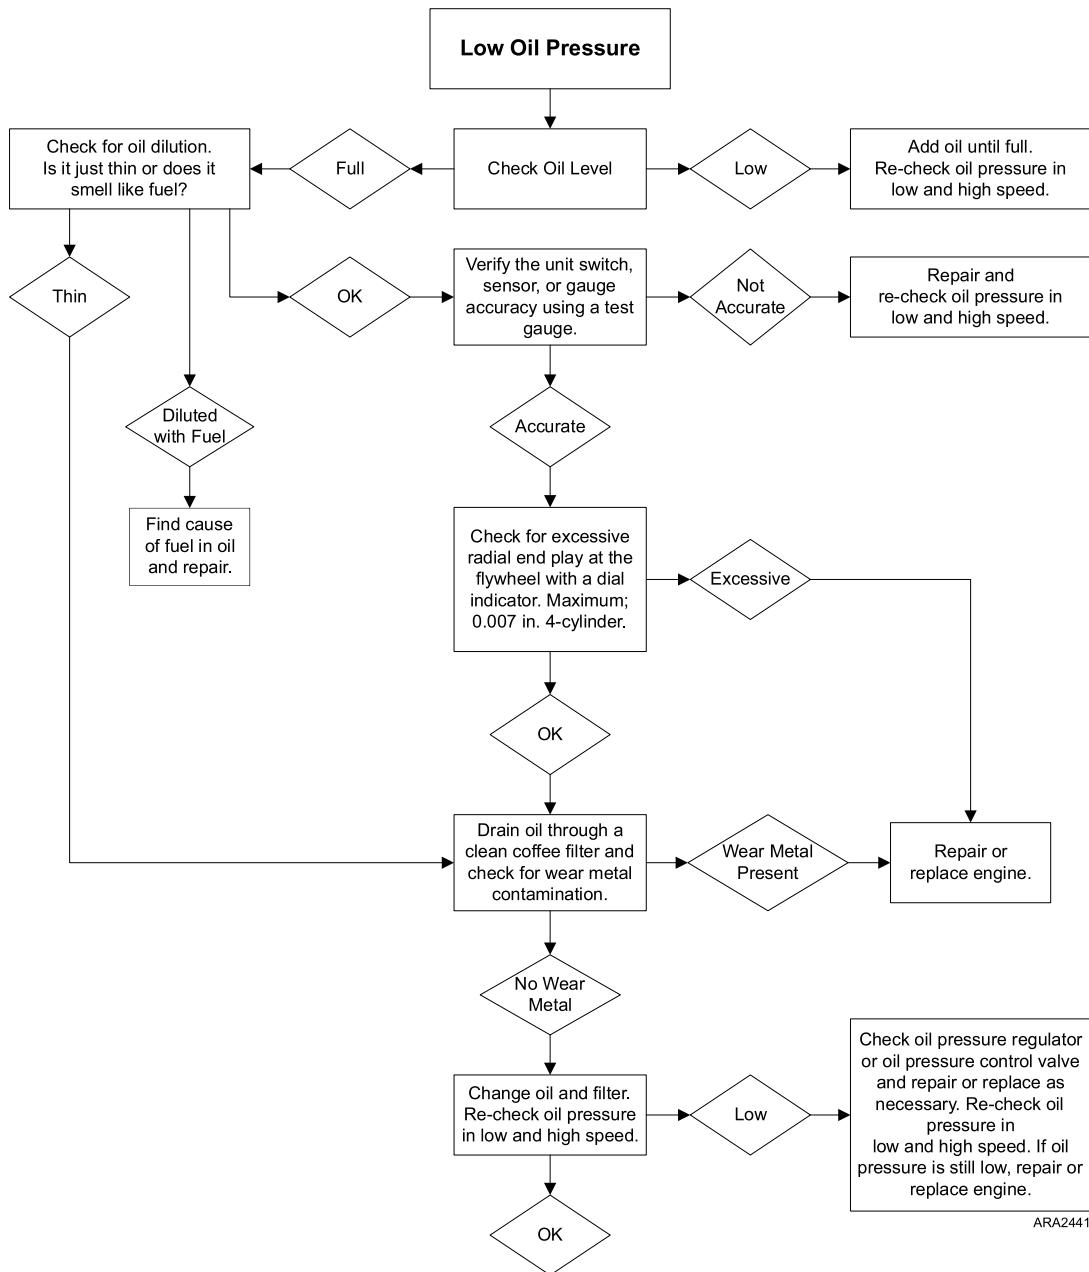 Low Oil Pressure
Check for oil dilution.
Is it just thin or does it
smell like fuel?
Full
Check Oil Level
Low
Add oil until full.
Re-check oil pressure in
low and high speed.
Thin
OK
Verify the unit switch,
sensor, or gauge
accuracy using a test
gauge.
Not
Accurate
Repair and
re-check oil pressure in
low and high speed.
Diluted
with Fuel
Accurate
Find cause
of fuel in oil
and repair.
Check for excessive
radial end play at the
flywheel with a dial
indicator. Maximum;
0.007 in. 4-cylinder.
Excessive
OK
Drain oil through a
clean coffee filter and
check for wear metal
contamination.
Wear Metal
Present
Repair or
replace engine.
No Wear
Metal
Change oil and filter.
Re-check oil pressure
in low and high speed.
Low
Check oil pressure regulator
or oil pressure control valve
and repair or replace as
necessary. Re-check oil
pressure in
low and high speed. If oil
pressure is still low, repair or
replace engine.
OK
ARA2441